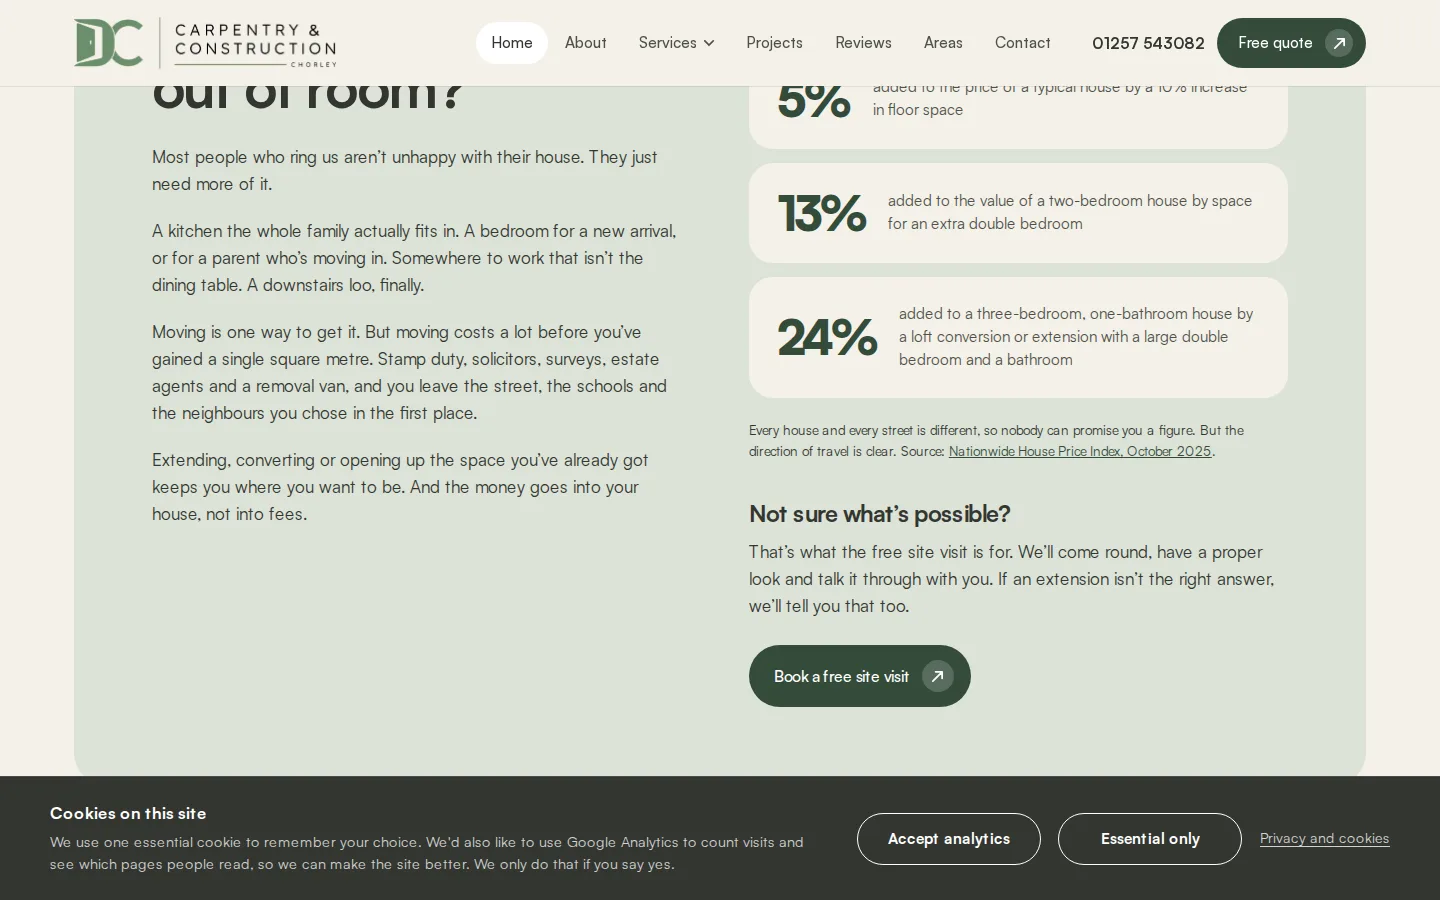 DC
CARPENTRY &
CONSTRUCTION
CHORLEY
Home
About
Services
Projects
Reviews
Areas
Contact
01257 543082
Free quote
out of room?
Most people who ring us aren’t unhappy with their house. They just
need more of it.
A kitchen the whole family actually fits in. A bedroom for a new arrival,
or for a parent who’s moving in. Somewhere to work that isn’t the
dining table. A downstairs loo, finally.
Moving is one way to get it. But moving costs a lot before you’ve
gained a single square metre. Stamp duty, solicitors, surveys, estate
agents and a removal van, and you leave the street, the schools and
the neighbours you chose in the first place.
Extending, converting or opening up the space you’ve already got
keeps you where you want to be. And the money goes into your
house, not into fees.
5%
added to the price of a typical house by a 10% increase
in floor space
13%
added to the value of a two-bedroom house by space
for an extra double bedroom
24%
added to a three-bedroom, one-bathroom house by
a loft conversion or extension with a large double
bedroom and a bathroom
Every house and every street is different, so nobody can promise you a figure. But the
direction of travel is clear. Source: Nationwide House Price Index, October 2025.
Not sure what’s possible?
That’s what the free site visit is for. We’ll come round, have a proper
look and talk it through with you. If an extension isn’t the right answer,
we’ll tell you that too.
Book a free site visit
Cookies on this site
We use one essential cookie to remember your choice. We'd also like to use Google Analytics to count visits and
see which pages people read, so we can make the site better. We only do that if you say yes.
Accept analytics
Essential only
Privacy and cookies